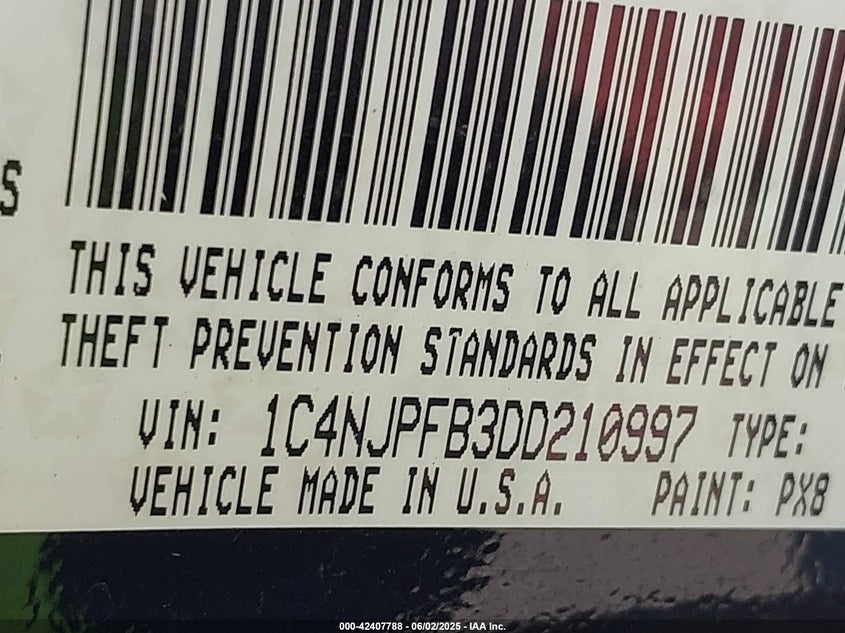 S
THIS VEHICLE CONFORMS TO ALL APPLICABLE
THEFT PREVENTION STANDARDS IN EFFECT ON
VIN: 1C4NJPFB3DD210997 TYPE:
VEHICLE MADE IN U.S.A. PAINT: PX8
000-42407788 - 06/02/2025 - IAA Inc.